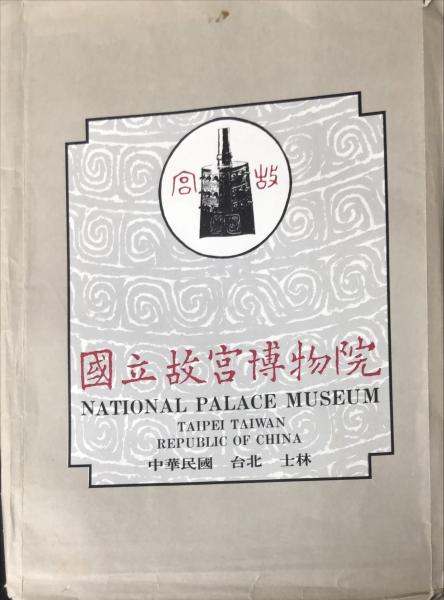 故宮
國立故宮博物院
NATIONAL PALACE MUSEUM
TAIPEI TAIWAN
REPUBLIC OF CHINA
中華民國 台北 士林